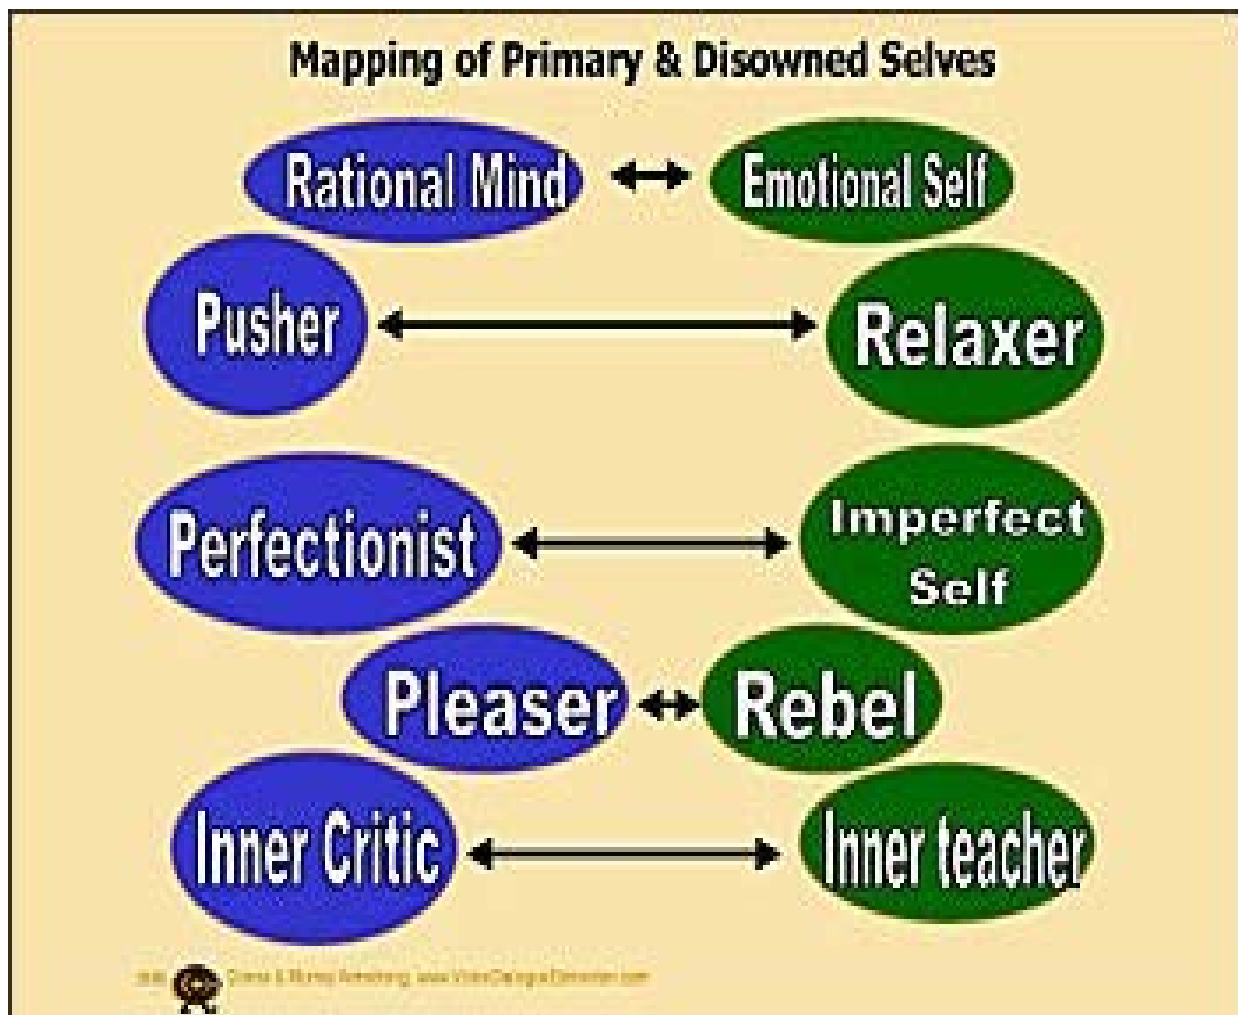 Mapping of Primary & Disowned Selves
Rational Mind
Emotional Self
Pusher
Relaxer
Perfectionist
Imperfect
Self
Pleaser
Rebel
Inner Critic
Inner teacher